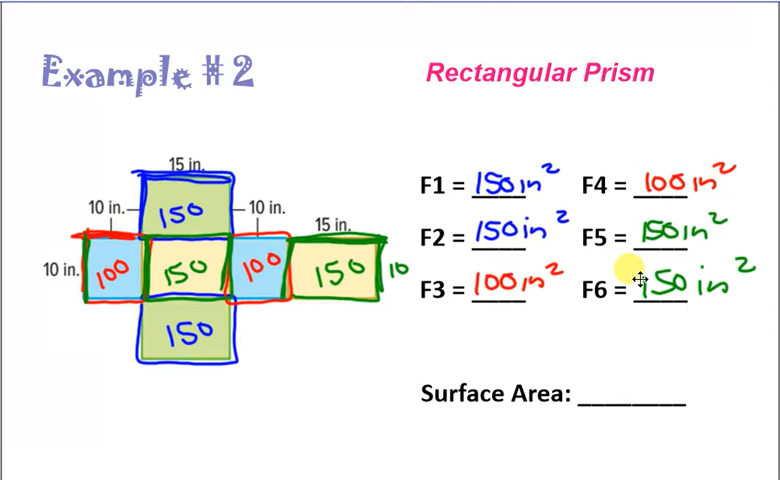 Example # 2
Rectangular Prism
15 in.
10 in.
150
10 in.
15 in.
10 in.
100
150
100
150
10
150
F1 = 150 in²
F4 = 100 in²
F2 = 150 in²
F5 = 150 in²
F3 = 100 in²
F6 = 150 in²
Surface Area: ________